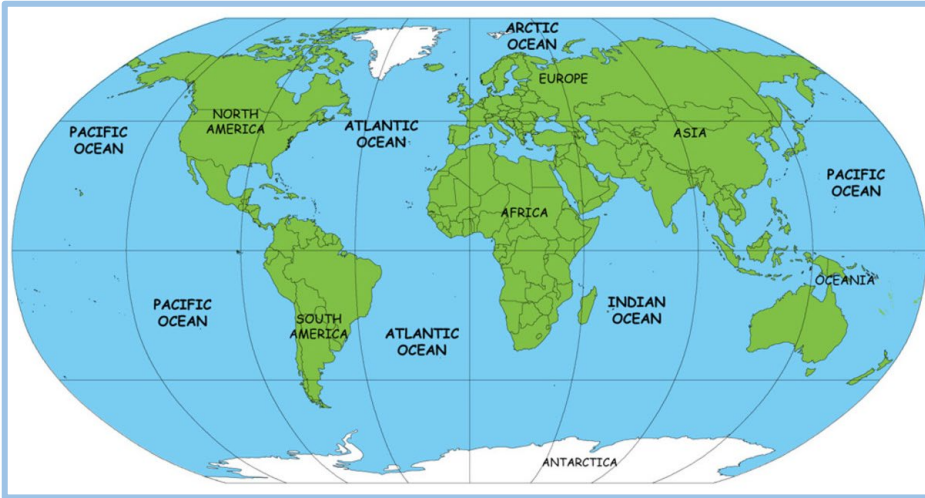 ARCTIC
OCEAN
EUROPE
NORTH
AMERICA
PACIFIC
OCEAN
ATLANTIC
OCEAN
ASIA
PACIFIC
OCEAN
AFRICA
OCEANIA
PACIFIC
OCEAN
SOUTH
AMERICA
ATLANTIC
OCEAN
INDIAN
OCEAN
ANTARCTICA